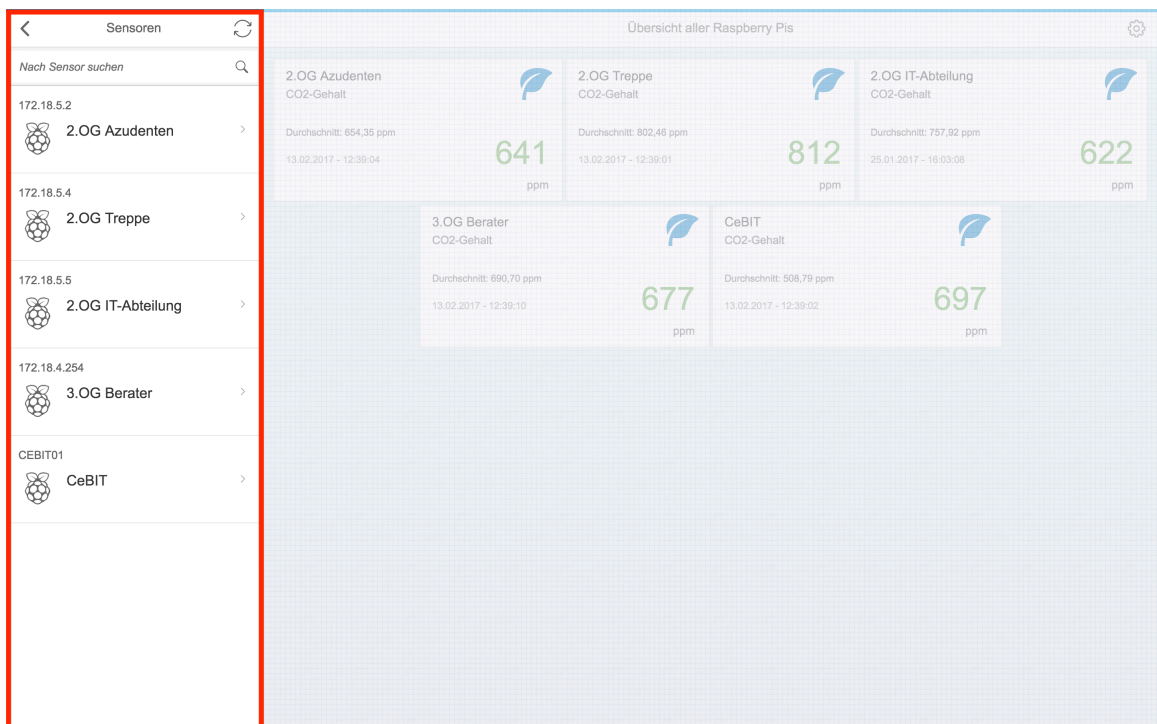 Sensoren
Nach Sensor suchen
172.18.5.2
2.OG Azudenten
172.18.5.4
2.OG Treppe
172.18.5.5
2.OG IT-Abteilung
172.18.4.254
3.OG Berater
CEBIT01
CeBIT
Übersicht aller Raspberry Pis
2.OG Azudenten
CO2-Gehalt
Durchschnitt: 654,35 ppm
13.02.2017 - 12:39:04
641
ppm
2.OG Treppe
CO2-Gehalt
Durchschnitt: 802,46 ppm
13.02.2017 - 12:39:01
812
ppm
2.OG IT-Abteilung
CO2-Gehalt
Durchschnitt: 757,92 ppm
25.01.2017 - 16:03:08
622
ppm
3.OG Berater
CO2-Gehalt
Durchschnitt: 690,70 ppm
13.02.2017 - 12:39:10
677
ppm
CeBIT
CO2-Gehalt
Durchschnitt: 508,79 ppm
13.02.2017 - 12:39:02
697
ppm